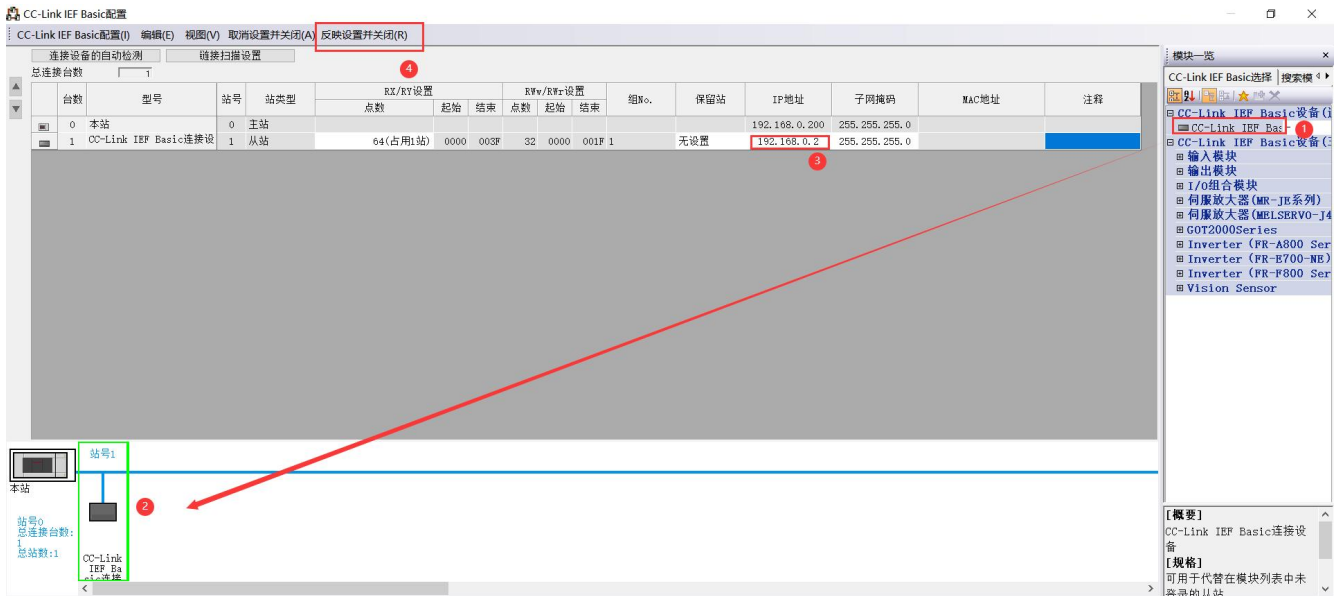 CC-Link IEF Basic配置
CC-Link IEF Basic配置(I) 编辑(E) 视图(V) 取消设置并关闭(A) 反映设置并关闭(R)
连接设备的自动检测 链接扫描设置
总连接台数 1
4
台数 型号 站号 站类型 RX/RY设置 RWw/RWr设置 组No. 保留站 IP地址 子网掩码 MAC地址 注释
点数 起始 结束 点数 起始 结束
0 本站 0 主站 192.168.0.200 255.255.255.0
1 CC-Link IEF Basic连接设 1 从站 64(占用1站) 0000 003F 32 0000 001F 1 无设置 192.168.0.2 255.255.255.0
3
模块一览
CC-Link IEF Basic选择 搜索模
CC-Link IEF Basic设备(
CC-Link IEF Bas
1
CC-Link IEF Basic设备(
输入模块
输出模块
I/O组合模块
伺服放大器(MR-JE系列)
伺服放大器(MELSERVO-J4
GOT2000Series
Inverter (FR-A800 Ser
Inverter (FR-E700-NE)
Inverter (FR-F800 Ser
Vision Sensor
本站
站号0
总连接台数:
1
总站数:1
站号1
2
CC-Link
IEF Ba
sic连接
[概要]
CC-Link IEF Basic连接设
备
[规格]
可用于代替在模块列表中未
登录的从站